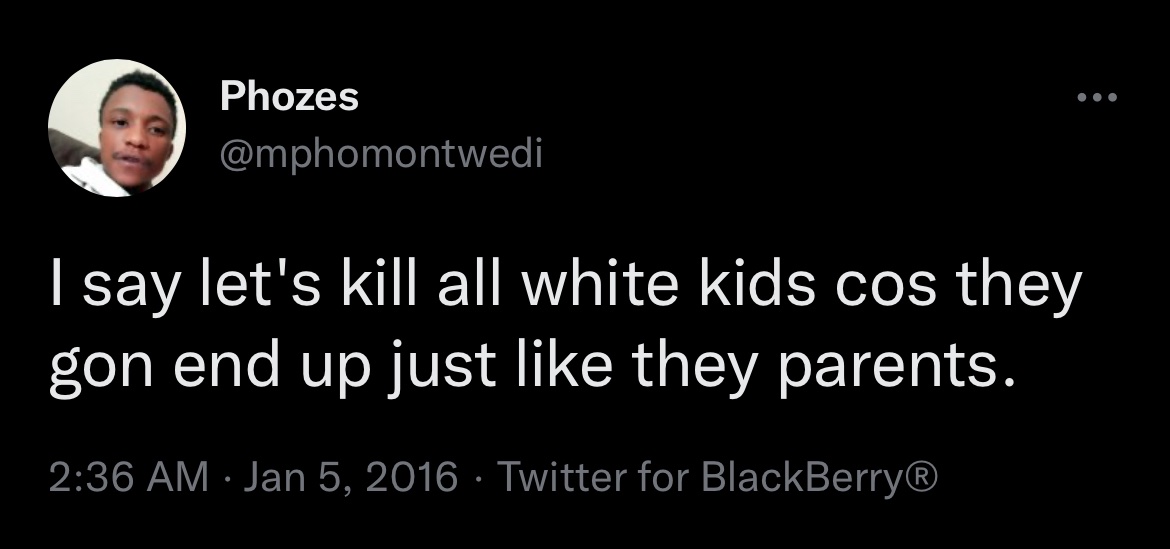 Phozes
@mphomontwedi
I say let's kill all white kids cos they
gon end up just like they parents.
2:36 AM · Jan 5, 2016 · Twitter for BlackBerry®